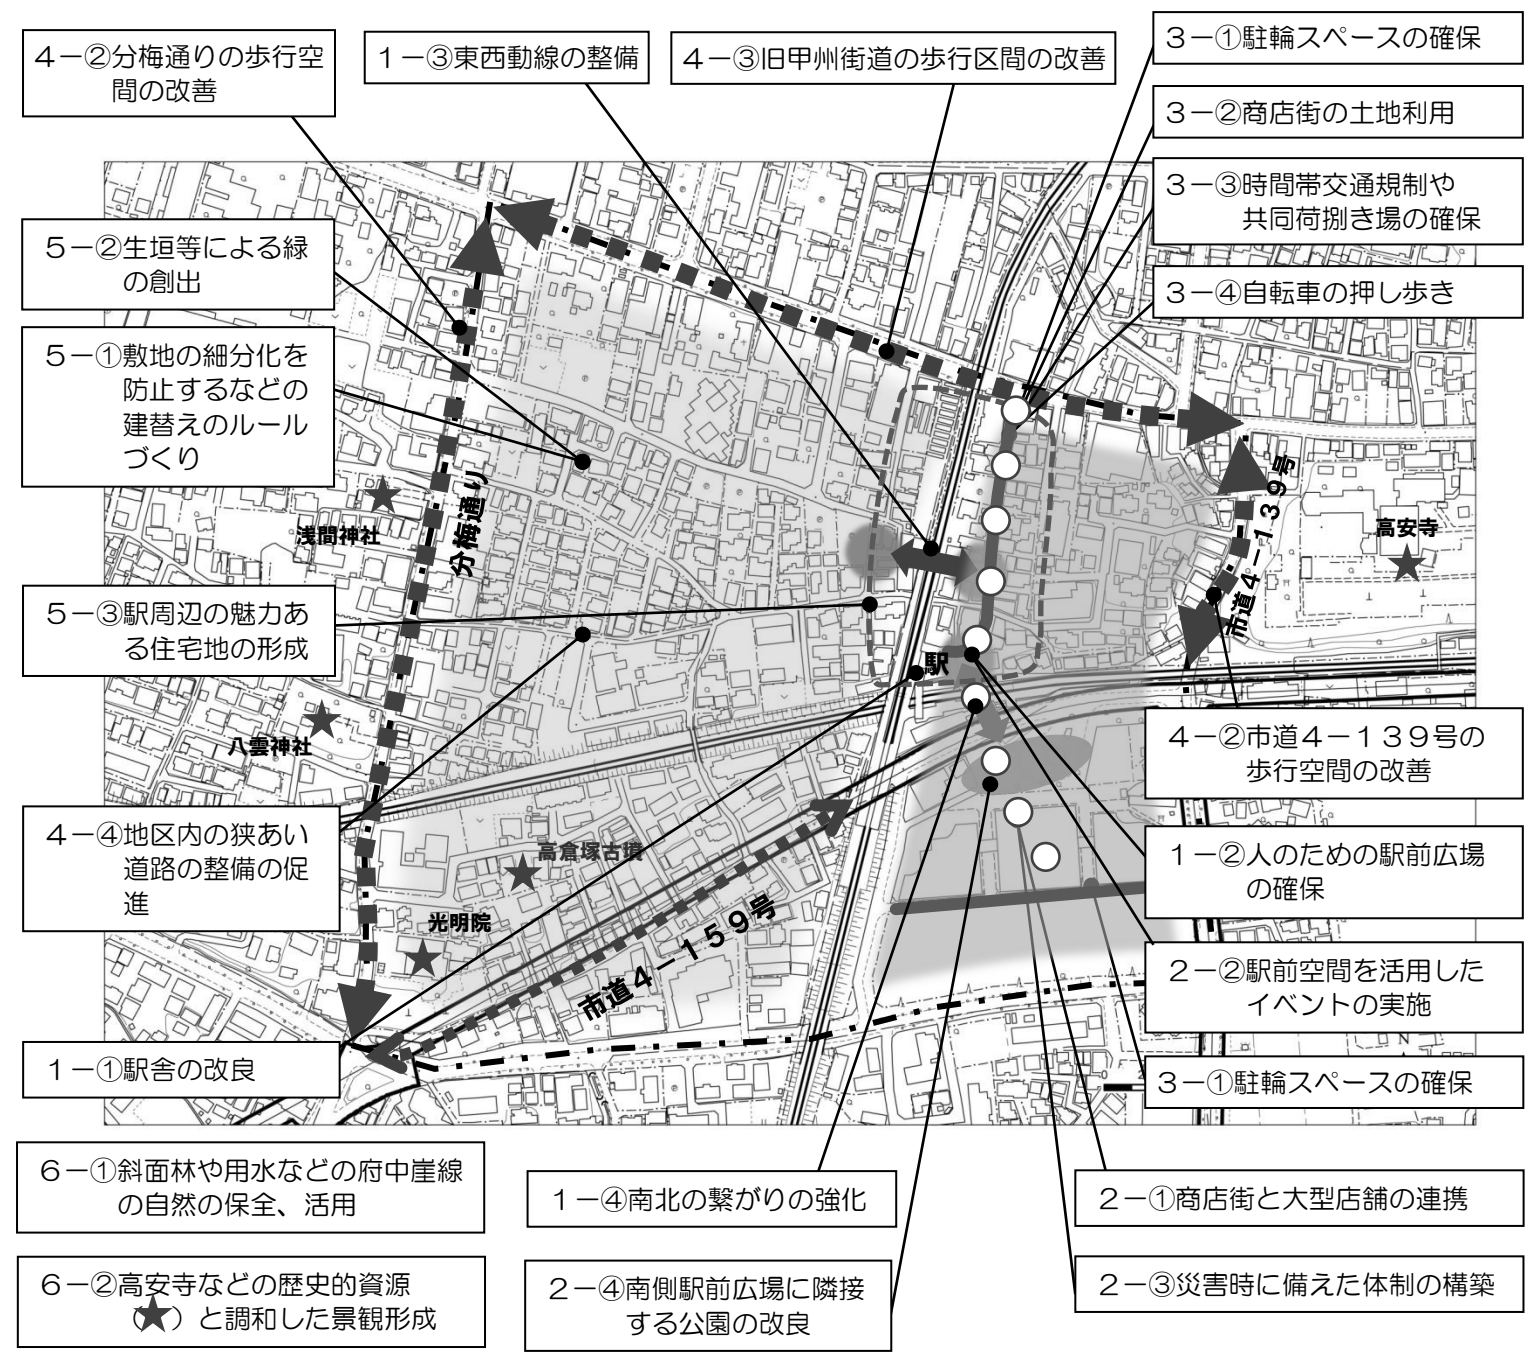 4－②分梅通りの歩行空
間の改善
1－③東西動線の整備
4－③旧甲州街道の歩行区間の改善
3－①駐輪スペースの確保
3－②商店街の土地利用
3－③時間帯交通規制や
共同荷捌き場の確保
3－④自転車の押し歩き
5－②生垣等による緑
の創出
5－①敷地の細分化を
防止するなどの
建替えのルール
づくり
分梅通り
浅間神社
市道4－139号
高安寺
5－③駅周辺の魅力あ
る住宅地の形成
駅
八雲神社
4－②市道4－139号の
歩行空間の改善
4－④地区内の狭あい
道路の整備の促
進
高倉塚古墳
光明院
市道4－159号
1－②人のための駅前広場
の確保
2－②駅前空間を活用した
イベントの実施
1－①駅舎の改良
3－①駐輪スペースの確保
6－①斜面林や用水などの府中崖線
の自然の保全、活用
1－④南北の繋がりの強化
2－①商店街と大型店舗の連携
6－②高安寺などの歴史的資源
（★）と調和した景観形成
2－④南側駅前広場に隣接
する公園の改良
2－③災害時に備えた体制の構築